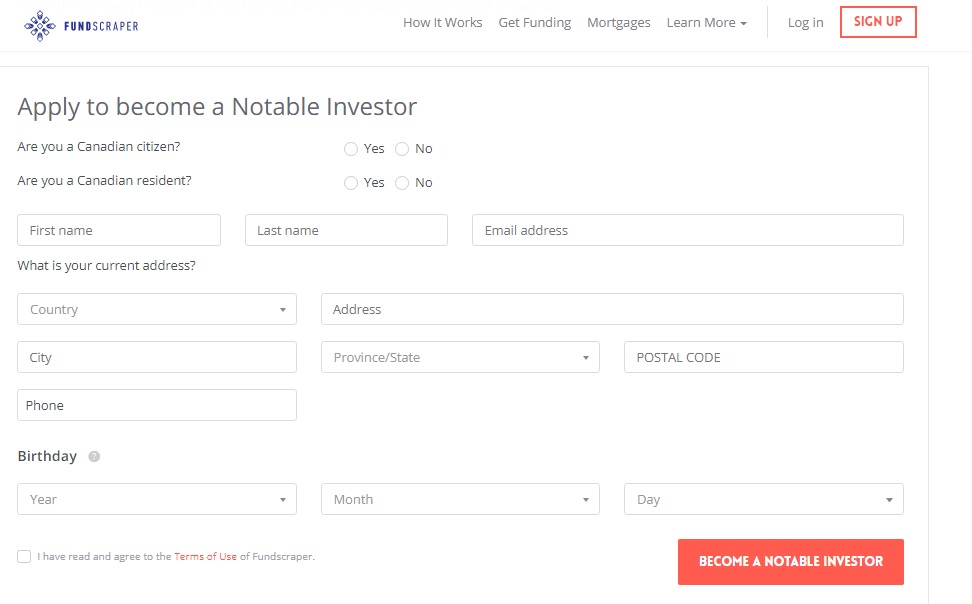 FUNDSCRAPER
How It Works Get Funding Mortgages Learn More Log in SIGN UP
Apply to become a Notable Investor
Are you a Canadian citizen? Yes No
Are you a Canadian resident? Yes No
First name Last name Email address
What is your current address?
Country Address
City Province/State POSTAL CODE
Phone
Birthday ?
Year Month Day
I have read and agree to the Terms of Use of Fundscraper. BECOME A NOTABLE INVESTOR